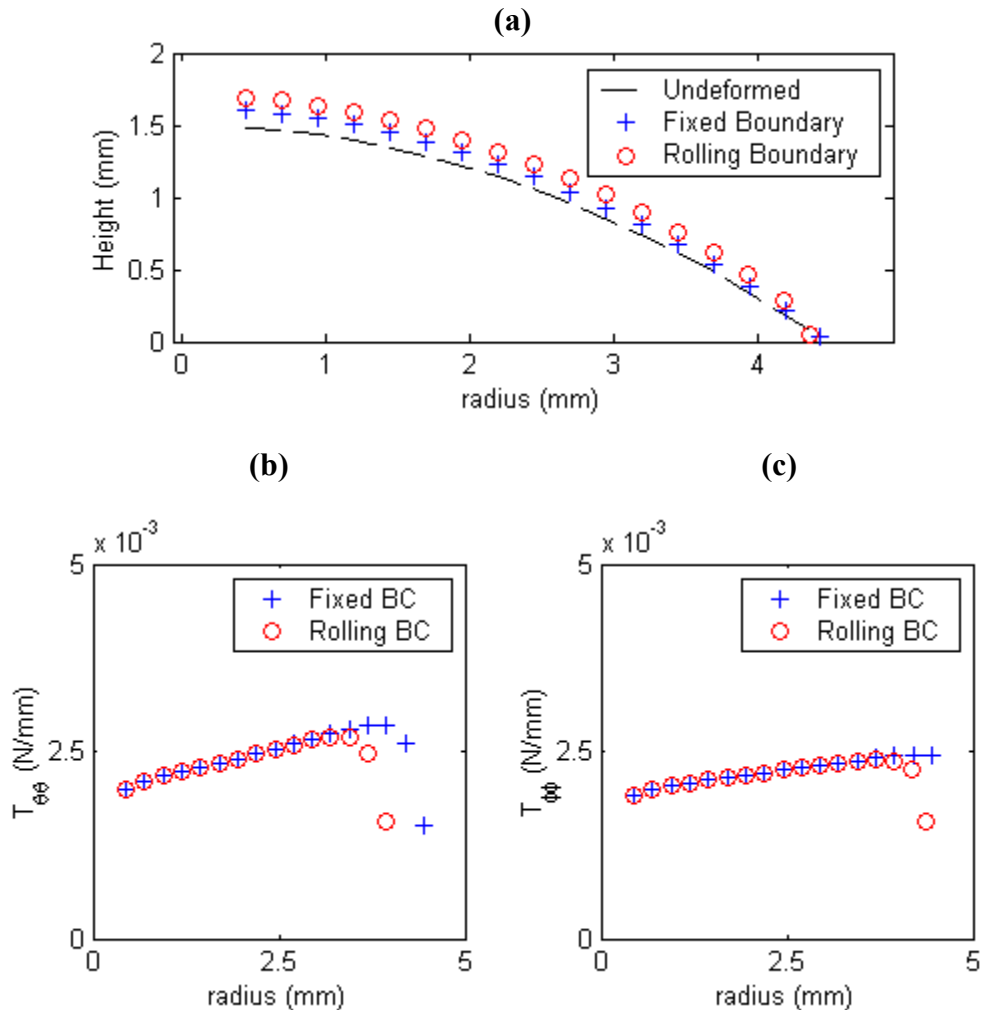 (a)
2
1.5
1
0.5
0
Height (mm)
Undeformed
Fixed Boundary
Rolling Boundary
0 1 2 3 4
radius (mm)
(b)
x 10⁻³
5
2.5
0
T_θθ (N/mm)
Fixed BC
Rolling BC
0 2.5 5
radius (mm)
(c)
x 10⁻³
5
2.5
0
T_ϕϕ (N/mm)
Fixed BC
Rolling BC
0 2.5 5
radius (mm)